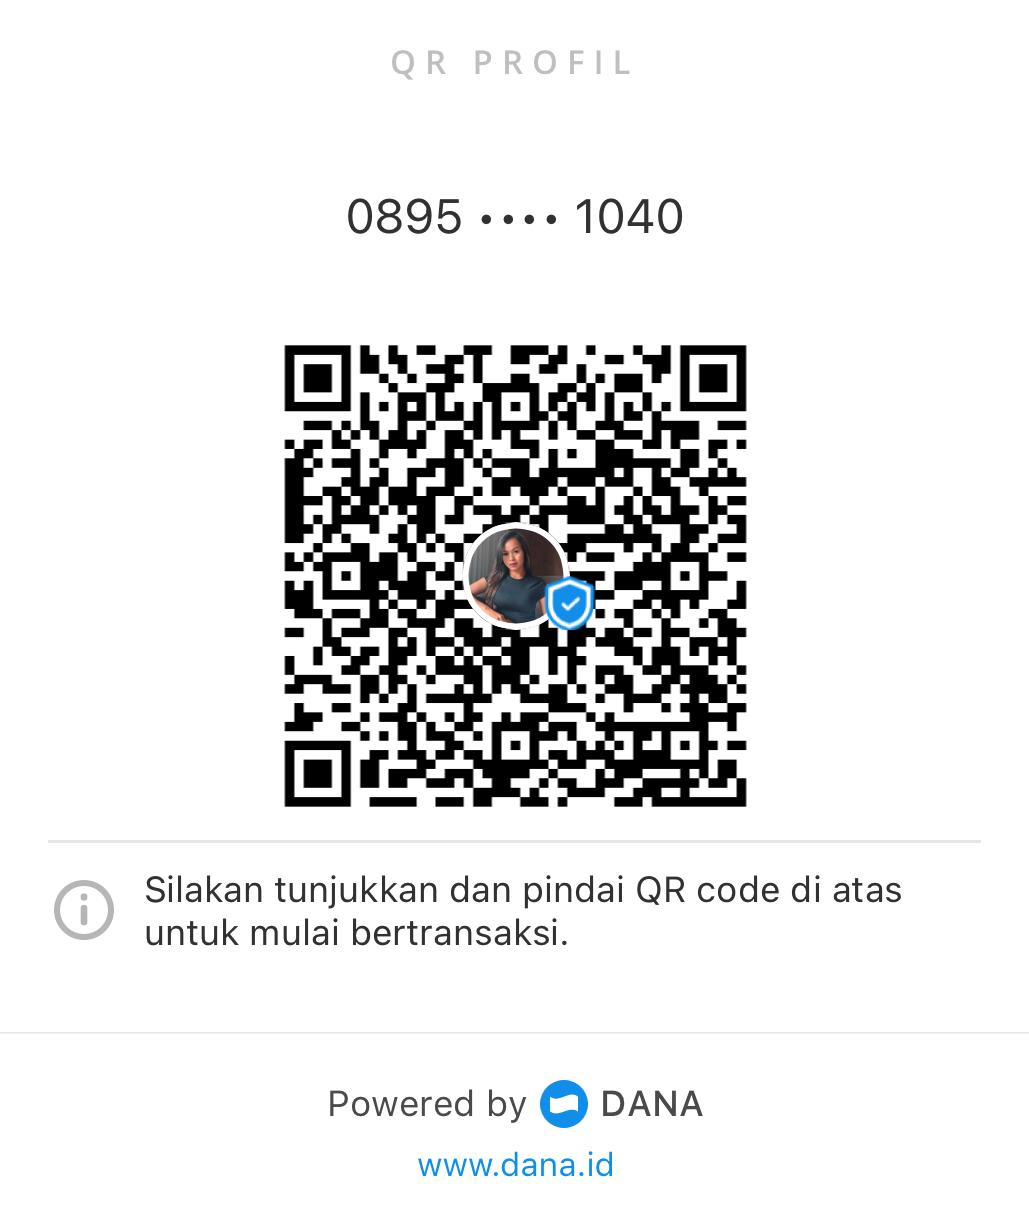 QR PROFIL
0895 •••• 1040
Silakan tunjukkan dan pindai QR code di atas
untuk mulai bertransaksi.
Powered by DANA
www.dana.id